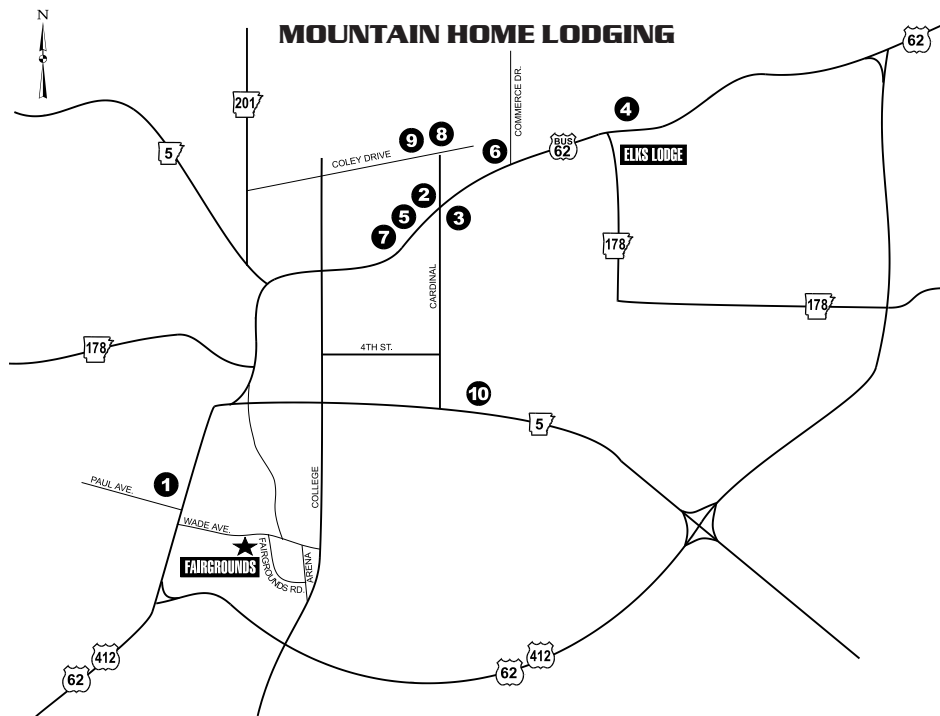 N
MOUNTAIN HOME LODGING
62
201
COMMERCE DR.
4
5
9
8
6
BUS
62
COLEY DRIVE
ELKS LODGE
2
5
3
7
178
CARDINAL
178
178
4TH ST.
10
5
COLLEGE
PAUL AVE.
1
WADE AVE.
FAIRGROUNDS
FAIRGROUNDS RD.
ARENA
412
62
412
62